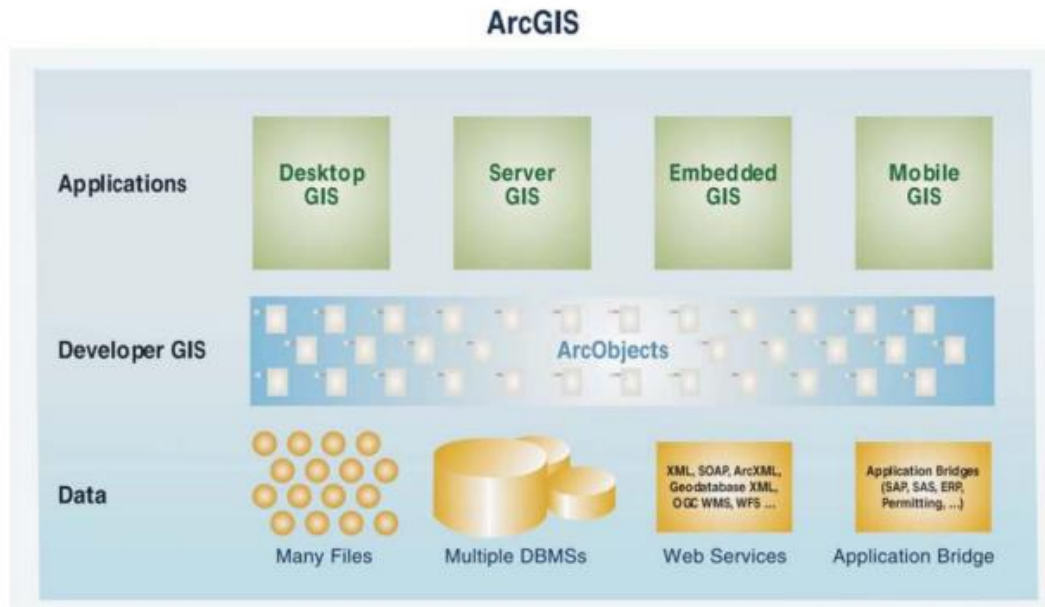 ArcGIS
Applications
Desktop
GIS
Server
GIS
Embedded
GIS
Mobile
GIS
Developer GIS
ArcObjects
Data
XML, SOAP, ArcXML,
Geodatabase XML,
OGC WMS, WFS ...
Application Bridges
(SAP, SAS, ERP,
Permitting, ...)
Many Files
Multiple DBMSs
Web Services
Application Bridge